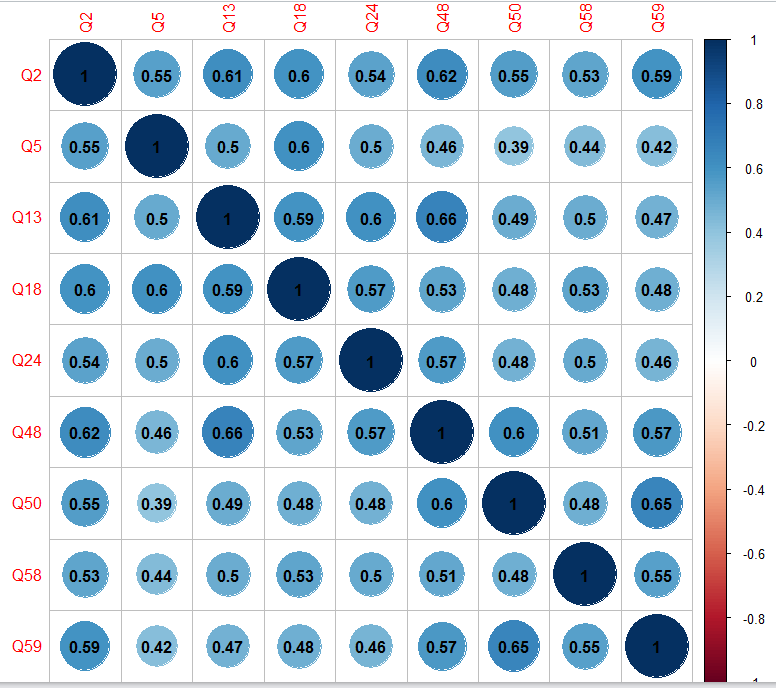 Q2 Q5 Q13 Q18 Q24 Q48 Q50 Q58 Q59
Q2 1 0.55 0.61 0.6 0.54 0.62 0.55 0.53 0.59
Q5 0.55 1 0.5 0.6 0.5 0.46 0.39 0.44 0.42
Q13 0.61 0.5 1 0.59 0.6 0.66 0.49 0.5 0.47
Q18 0.6 0.6 0.59 1 0.57 0.53 0.48 0.53 0.48
Q24 0.54 0.5 0.6 0.57 1 0.57 0.48 0.5 0.46
Q48 0.62 0.46 0.66 0.53 0.57 1 0.6 0.51 0.57
Q50 0.55 0.39 0.49 0.48 0.48 0.6 1 0.48 0.65
Q58 0.53 0.44 0.5 0.53 0.5 0.51 0.48 1 0.55
Q59 0.59 0.42 0.47 0.48 0.46 0.57 0.65 0.55 1
1
0.8
0.6
0.4
0.2
0
-0.2
-0.4
-0.6
-0.8